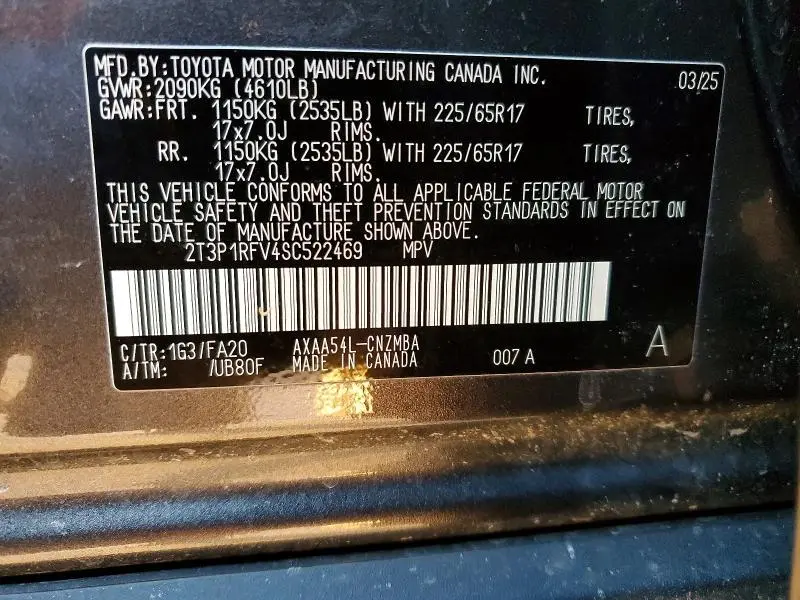 MFD.BY:TOYOTA MOTOR MANUFACTURING CANADA INC. 03/25
GVWR:2090KG (4610LB)
GAWR:FRT. 1150KG (2535LB) WITH 225/65R17 TIRES,
17x7.0J RIMS.
RR. 1150KG (2535LB) WITH 225/65R17 TIRES,
17x7.0J RIMS.
THIS VEHICLE CONFORMS TO ALL APPLICABLE FEDERAL MOTOR
VEHICLE SAFETY AND THEFT PREVENTION STANDARDS IN EFFECT ON
THE DATE OF MANUFACTURE SHOWN ABOVE.
2T3P1RFV4SC522469 MPV
C/TR:1G3/FA20 AXAA54L-CNZMBA
A/TM: /UB80F MADE IN CANADA 007 A A